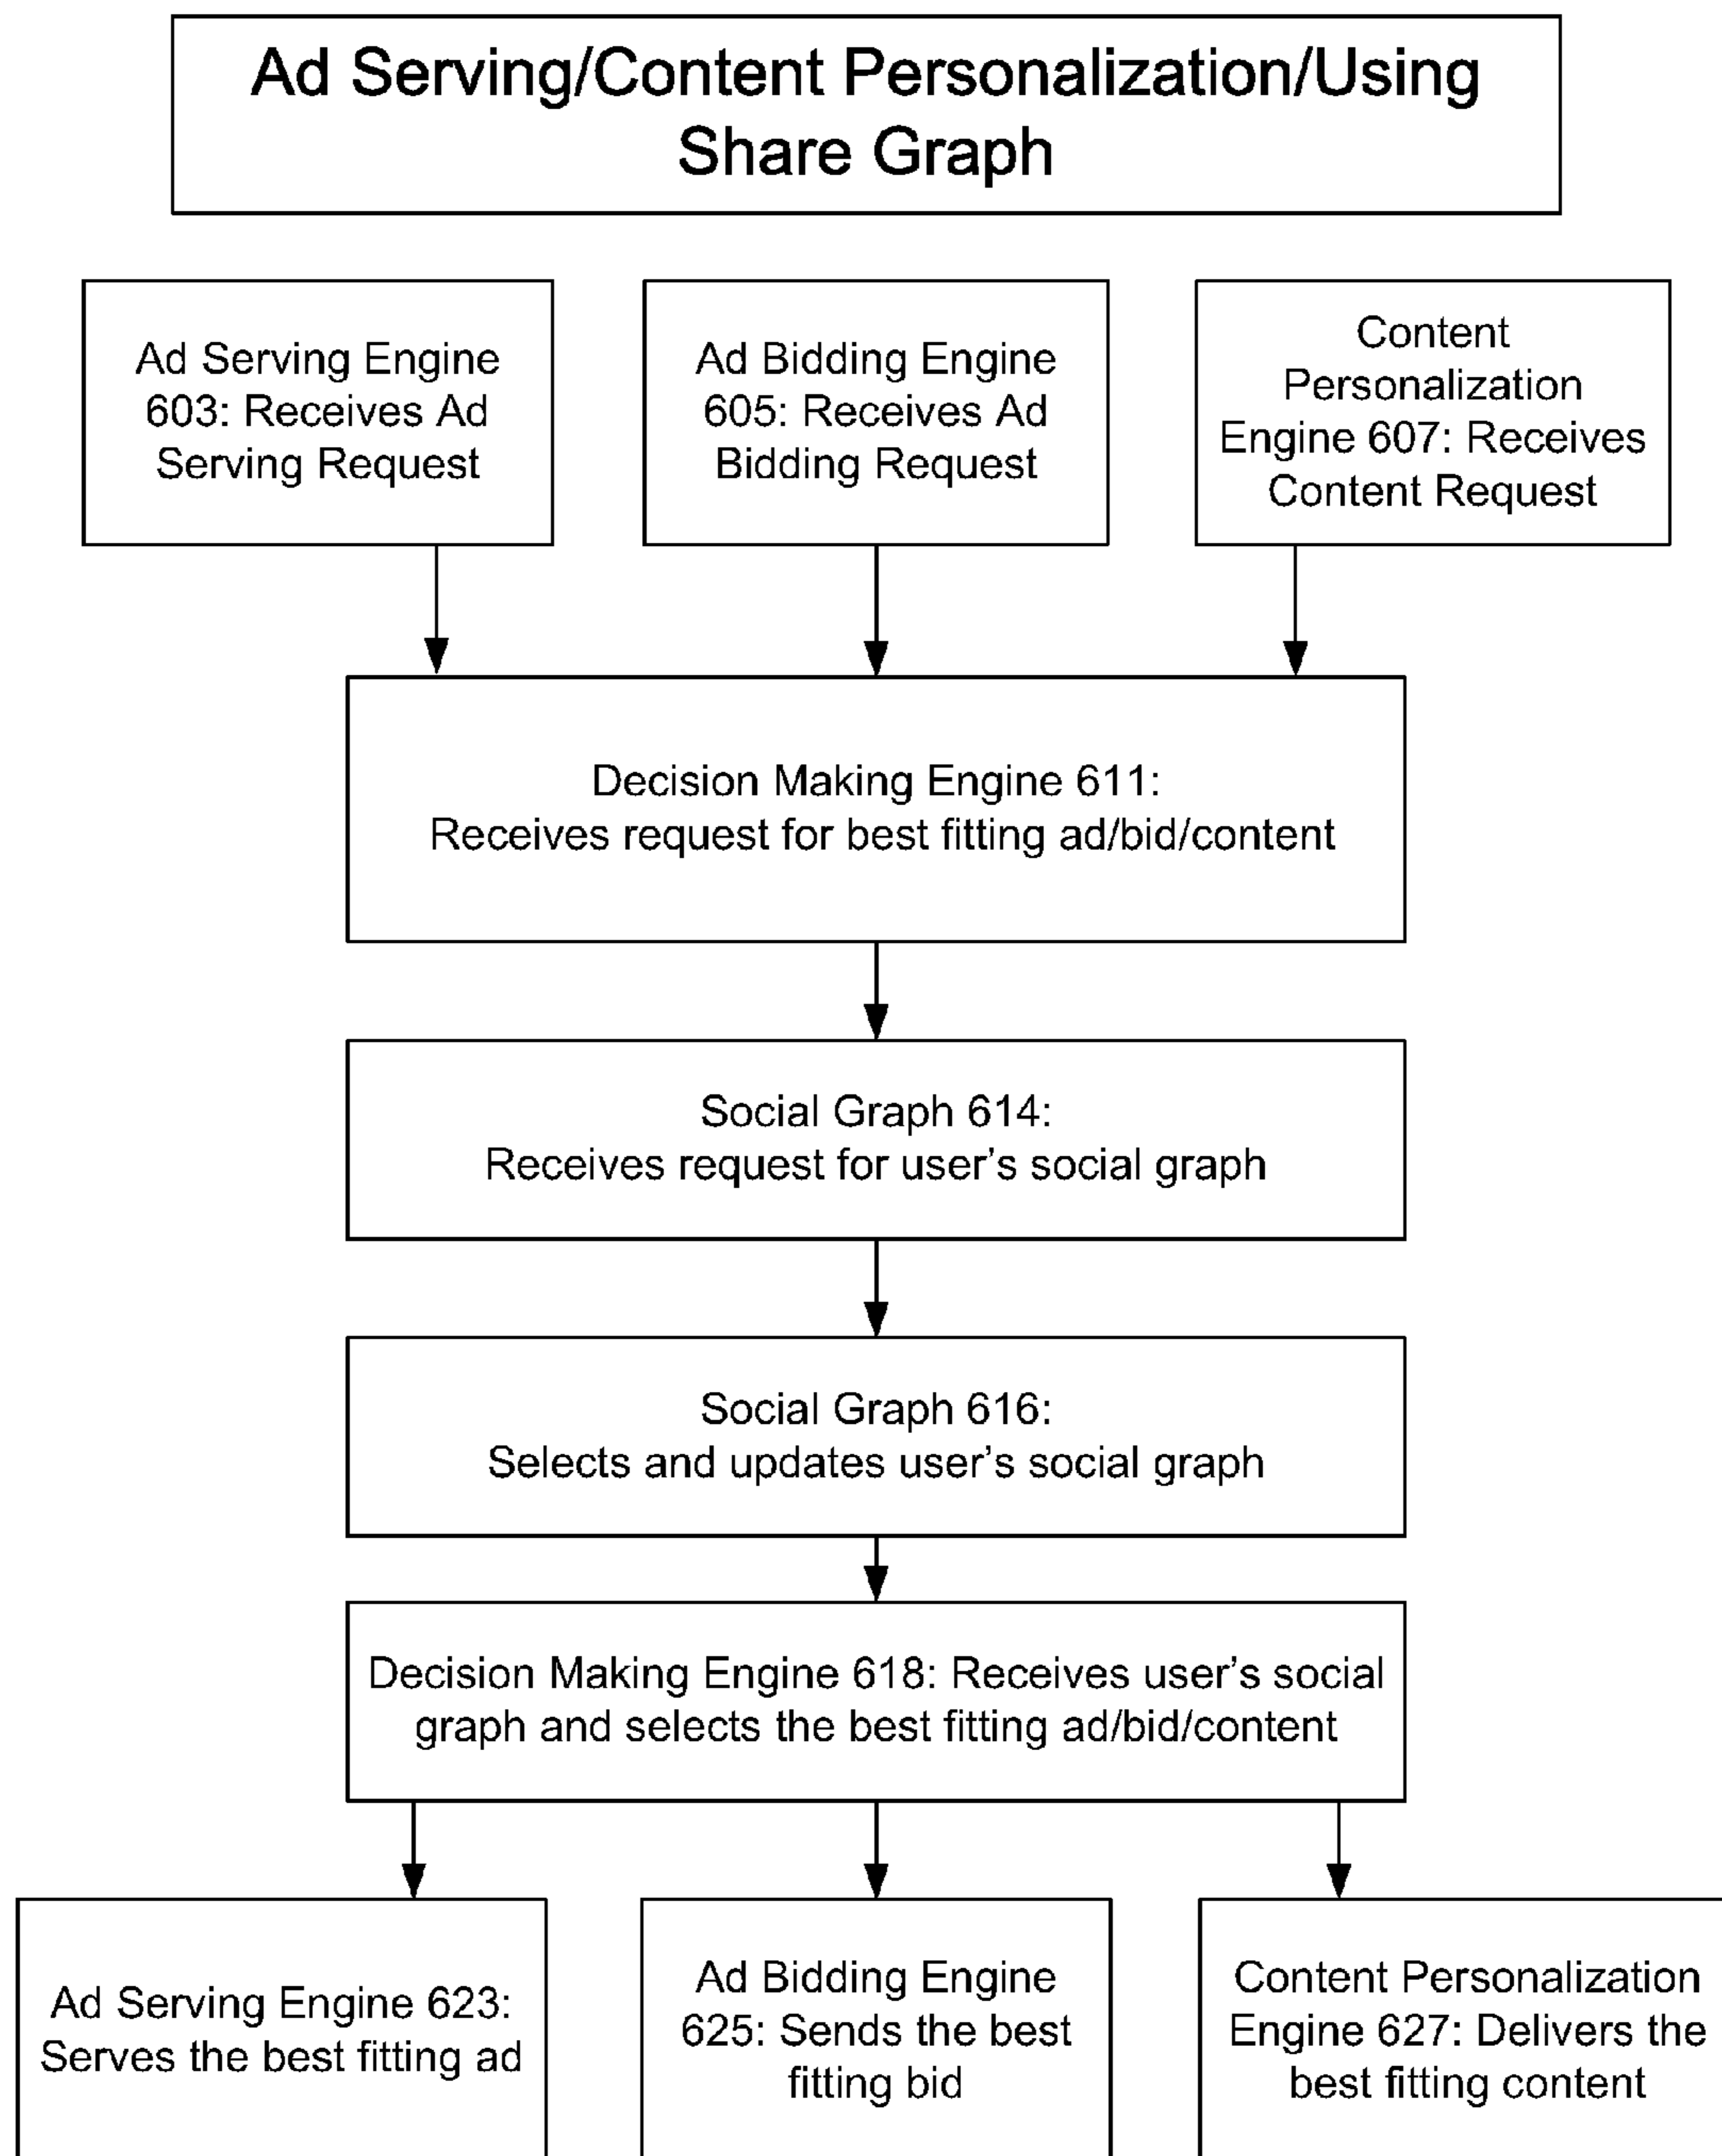 Ad Serving/Content Personalization/Using
Share Graph
Ad Serving Engine
603: Receives Ad
Serving Request
Ad Bidding Engine
605: Receives Ad
Bidding Request
Content
Personalization
Engine 607: Receives
Content Request
Decision Making Engine 611:
Receives request for best fitting ad/bid/content
Social Graph 614:
Receives request for user's social graph
Social Graph 616:
Selects and updates user's social graph
Decision Making Engine 618: Receives user's social
graph and selects the best fitting ad/bid/content
Ad Serving Engine 623:
Serves the best fitting ad
Ad Bidding Engine
625: Sends the best
fitting bid
Content Personalization
Engine 627: Delivers the
best fitting content